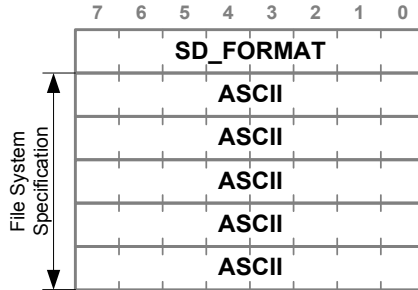 7 6 5 4 3 2 1 0
SD_FORMAT
ASCII
ASCII
ASCII
ASCII
ASCII
File System
Specification